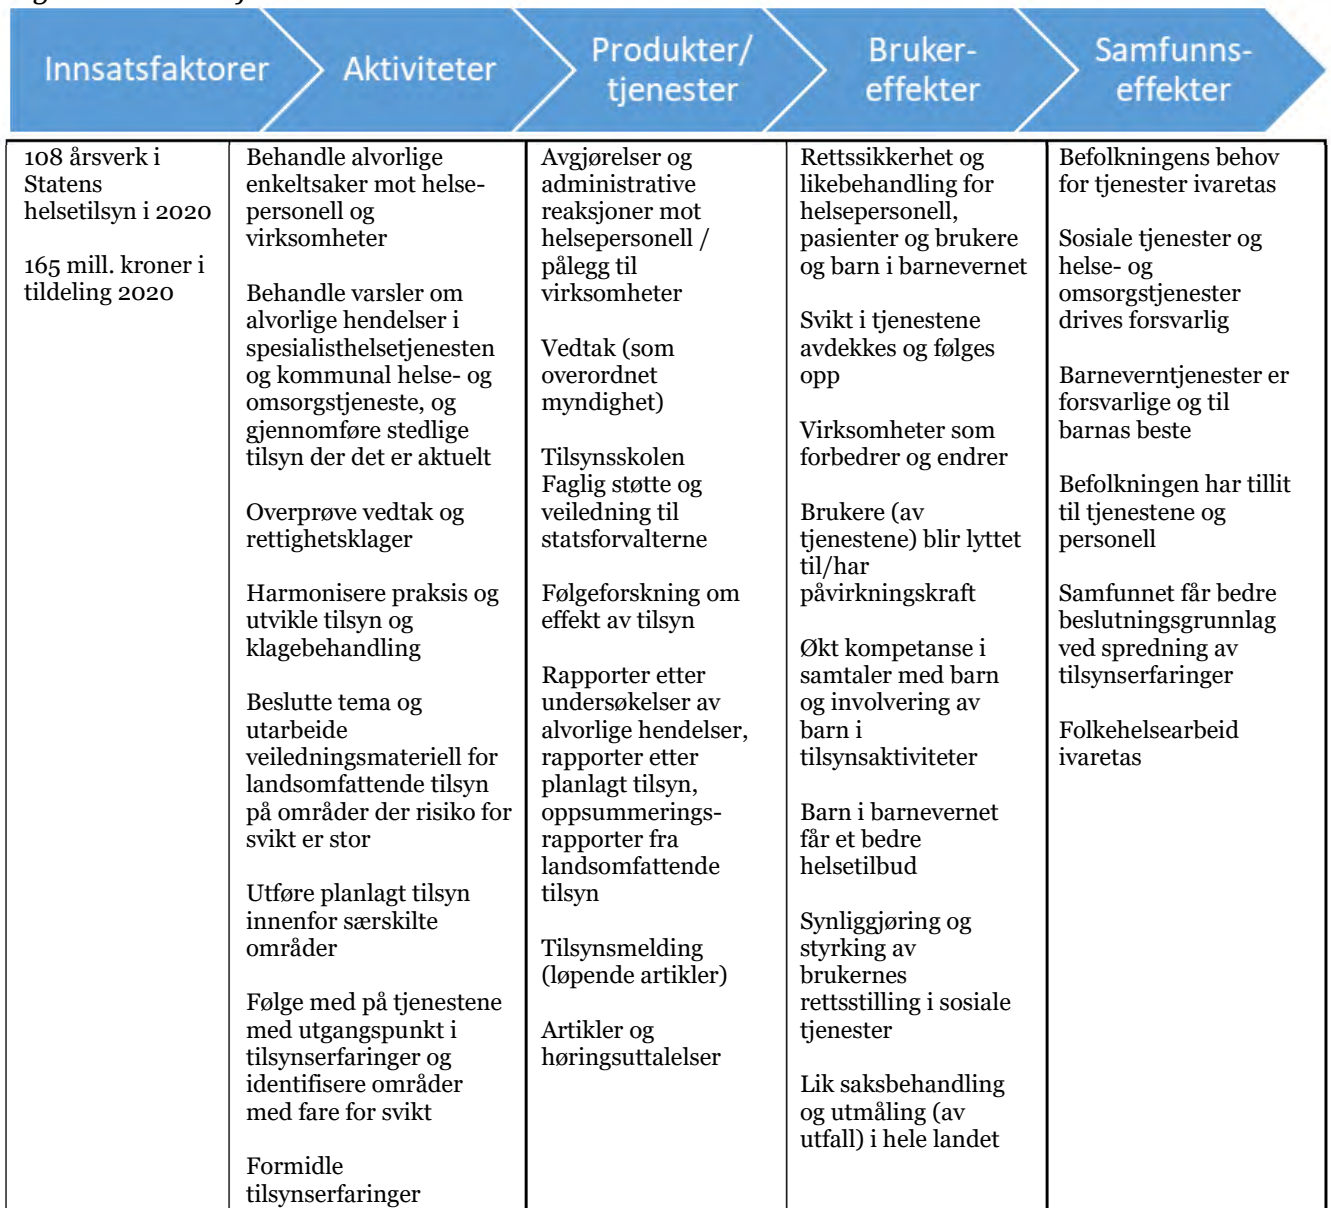 Innsatsfaktorer
Aktiviteter
Produkter/
tjenester
Bruker-
effekter
Samfunns-
effekter
108 årsverk i
Statens
helsetilsyn i 2020
165 mill. kroner i
tildeling 2020
Behandle alvorlige
enkeltsaker mot helse-
personell og
virksomheter
Behandle varsler om
alvorlige hendelser i
spesialisthelsetjenesten
og kommunal helse- og
omsorgstjeneste, og
gjennomføre stedlige
tilsyn der det er aktuelt
Overprøve vedtak og
rettighetsklager
Harmonisere praksis og
utvikle tilsyn og
klagebehandling
Beslutte tema og
utarbeide
veiledningsmateriell for
landsomfattende tilsyn
på områder der risiko for
svikt er stor
Utføre planlagt tilsyn
innenfor særskilte
områder
Følge med på tjenestene
med utgangspunkt i
tilsynserfaringer og
identifisere områder
med fare for svikt
Formidle
tilsynserfaringer
Avgjørelser og
administrative
reaksjoner mot
helsepersonell /
pålegg til
virksomheter
Vedtak (som
overordnet
myndighet)
Tilsynsskolen
Faglig støtte og
veiledning til
statsforvalterne
Følgeforskning om
effekt av tilsyn
Rapporter etter
undersøkelser av
alvorlige hendelser,
rapporter etter
planlagt tilsyn,
oppsummerings-
rapporter fra
landsomfattende
tilsyn
Tilsynsmelding
(løpende artikler)
Artikler og
høringsuttalelser
Rettssikkerhet og
likebehandling for
helsepersonell,
pasienter og brukere
og barn i barnevernet
Svikt i tjenestene
avdekkes og følges
opp
Virksomheter som
forbedrer og endrer
Brukere (av
tjenestene) blir lyttet
til/har
påvirkningskraft
Økt kompetanse i
samtaler med barn
og involvering av
barn i
tilsynsaktiviteter
Barn i barnevernet
får et bedre
helsetilbud
Synliggjøring og
styrking av
brukernes
rettsstilling i sosiale
tjenester
Lik saksbehandling
og utmåling (av
utfall) i hele landet
Befolkningens behov
for tjenester ivaretas
Sosiale tjenester og
helse- og
omsorgstjenester
drives forsvarlig
Barneverntjenester er
forsvarlige og til
barnas beste
Befolkningen har tillit
til tjenestene og
personell
Samfunnet får bedre
beslutningsgrunnlag
ved spredning av
tilsynserfaringer
Folkehelsearbeid
ivaretas